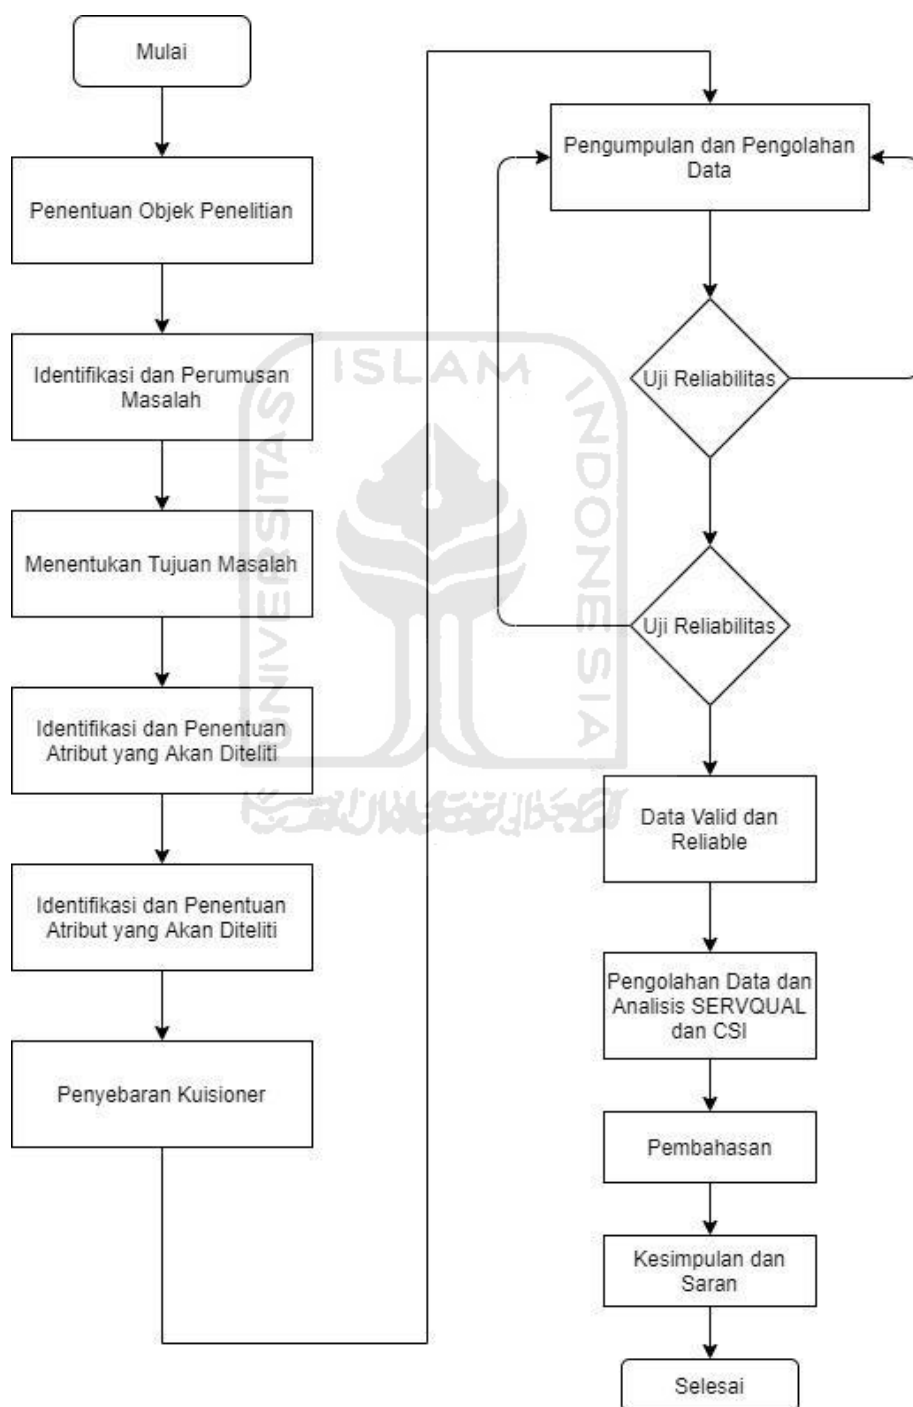 Mulai
Penentuan Objek Penelitian
Identifikasi dan Perumusan
Masalah
Menentukan Tujuan Masalah
Identifikasi dan Penentuan
Atribut yang Akan Diteliti
Identifikasi dan Penentuan
Atribut yang Akan Diteliti
Penyebaran Kuisioner
Pengumpulan dan Pengolahan
Data
Uji Reliabilitas
Uji Reliabilitas
Data Valid dan
Reliable
Pengolahan Data dan
Analisis SERVQUAL
dan CSI
Pembahasan
Kesimpulan dan
Saran
Selesai
UNIVERSITAS
ISLAM
INDONESIA